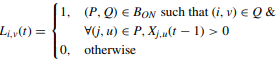 L_{i,v}(t) = { 1, (P, Q) ∈ B_{ON} such that (i, v) ∈ Q &
∀(j, u) ∈ P, X_{j,u}(t − 1) > 0
0, otherwise